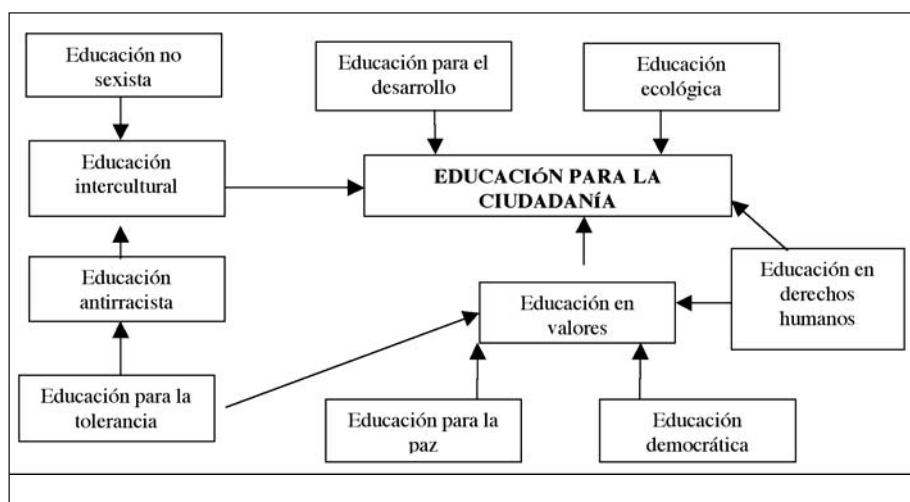 Educación no
sexista
Educación para el
desarrollo
Educación
ecológica
Educación
intercultural
EDUCACIÓN PARA LA
CIUDADANÍA
Educación
antirracista
Educación en
valores
Educación en
derechos
humanos
Educación para la
tolerancia
Educación para la
paz
Educación
democrática